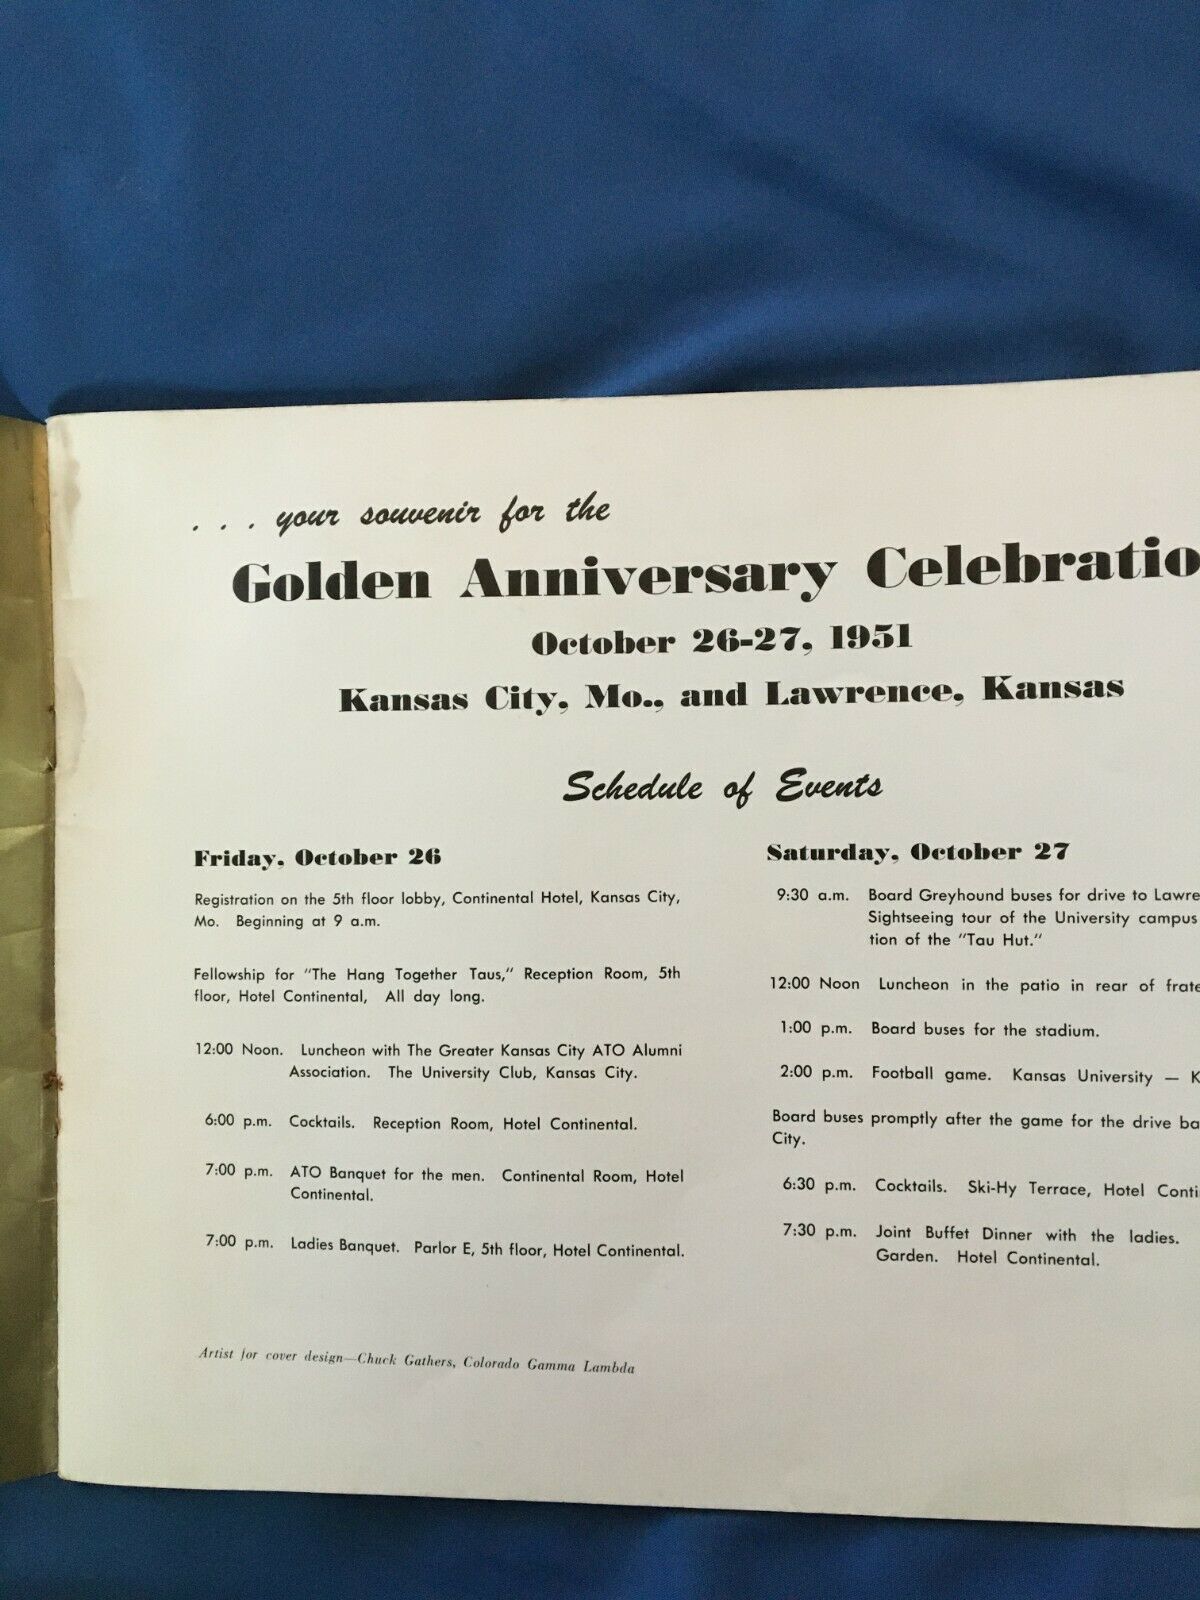 . . . your souvenir for the
Golden Anniversary Celebratio
October 26-27, 1951
Kansas City, Mo., and Lawrence, Kansas
Schedule of Events
Friday, October 26
Registration on the 5th floor lobby, Continental Hotel, Kansas City,
Mo. Beginning at 9 a.m.
Fellowship for "The Hang Together Taus," Reception Room, 5th
floor, Hotel Continental, All day long.
12:00 Noon. Luncheon with The Greater Kansas City ATO Alumni
Association. The University Club, Kansas City.
6:00 p.m. Cocktails. Reception Room, Hotel Continental.
7:00 p.m. ATO Banquet for the men. Continental Room, Hotel
Continental.
7:00 p.m. Ladies Banquet. Parlor E, 5th floor, Hotel Continental.
Saturday, October 27
9:30 a.m. Board Greyhound buses for drive to Lawre
Sightseeing tour of the University campus
tion of the "Tau Hut."
12:00 Noon Luncheon in the patio in rear of frate
1:00 p.m. Board buses for the stadium.
2:00 p.m. Football game. Kansas University — K
Board buses promptly after the game for the drive ba
City.
6:30 p.m. Cocktails. Ski-Hy Terrace, Hotel Conti
7:30 p.m. Joint Buffet Dinner with the ladies.
Garden. Hotel Continental.
Artist for cover design—Chuck Gathers, Colorado Gamma Lambda